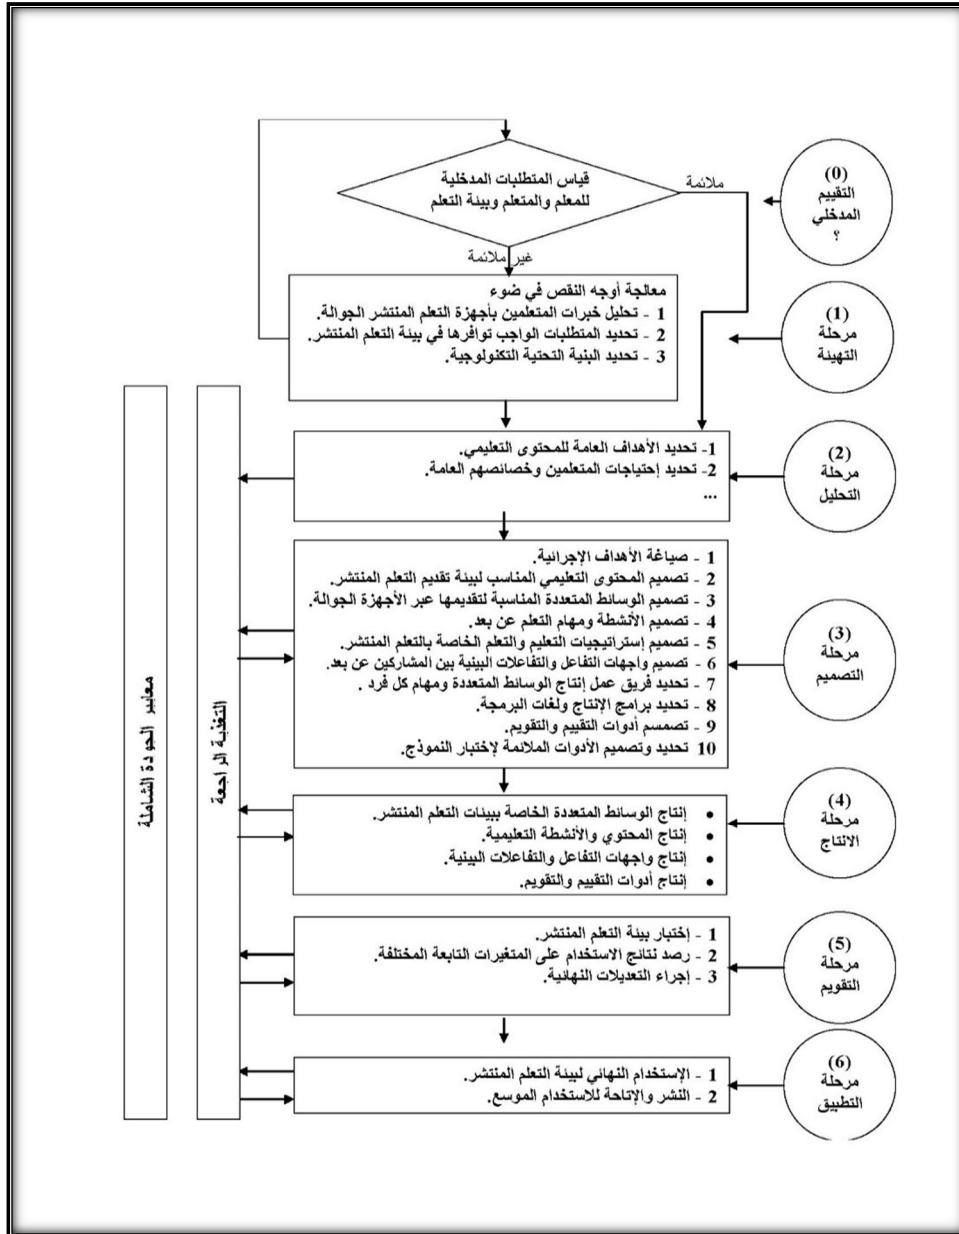 (0)
التقييم
المدخلي
؟
قياس المتطلبات المدخلية
للمعلم والمتعلم وبيئة التعلم
ملائمة
غير ملائمة
(1)
مرحلة
التهيئة
معالجة أوجه النقص في ضوء
1 - تحليل خبرات المتعلمين بأجهزة التعلم المنتشر الجوالة.
2 - تحديد المتطلبات الواجب توافرها في بيئة التعلم المنتشر.
3 - تحديد البنية التحتية التكنولوجية.
(2)
مرحلة
التحليل
1- تحديد الأهداف العامة للمحتوى التعليمي.
2- تحديد إحتياجات المتعلمين وخصائصهم العامة.
...
(3)
مرحلة
التصميم
1 - صياغة الأهداف الإجرائية.
2 - تصميم المحتوى التعليمي المناسب لبيئة تقديم التعلم المنتشر.
3 - تصميم الوسائط المتعددة المناسبة لتقديمها عبر الأجهزة الجوالة.
4 - تصميم الأنشطة ومهام التعلم عن بعد.
5 - تصميم إستراتيجيات التعليم والتعلم الخاصة بالتعلم المنتشر.
6 - تصميم واجهات التفاعل والتفاعلات البينية بين المشاركين عن بعد.
7 - تحديد فريق عمل إنتاج الوسائط المتعددة ومهام كل فرد .
8 - تحديد برامج الإنتاج ولغات البرمجة.
9 - تصمسم أدوات التقييم والتقويم.
10 تحديد وتصميم الأدوات الملائمة لإختبار النموذج.
(4)
مرحلة
الانتاج
• إنتاج الوسائط المتعددة الخاصة ببيئات التعلم المنتشر.
• إنتاج المحتوي والأنشطة التعليمية.
• إنتاج واجهات التفاعل والتفاعلات البينية.
• إنتاج أدوات التقييم والتقويم.
(5)
مرحلة
التقويم
1 - إختبار بيئة التعلم المنتشر.
2 - رصد نتائج الاستخدام على المتغيرات التابعة المختلفة.
3 - إجراء التعديلات النهائية.
(6)
مرحلة
التطبيق
1 - الإستخدام النهائي لبيئة التعلم المنتشر.
2 - النشر والإتاحة للاستخدام الموسع.
التغذية الراجعة
معايير الجودة الشاملة